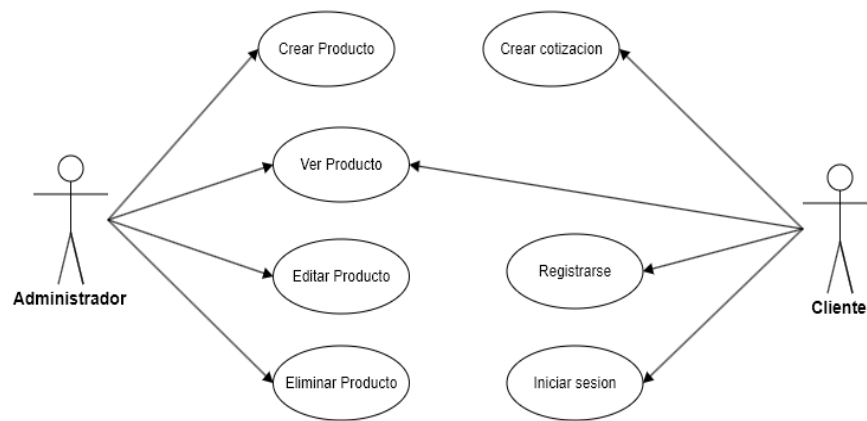 Crear Producto
Crear cotizacion
Ver Producto
Editar Producto
Registrarse
Administrador
Cliente
Eliminar Producto
Iniciar sesion